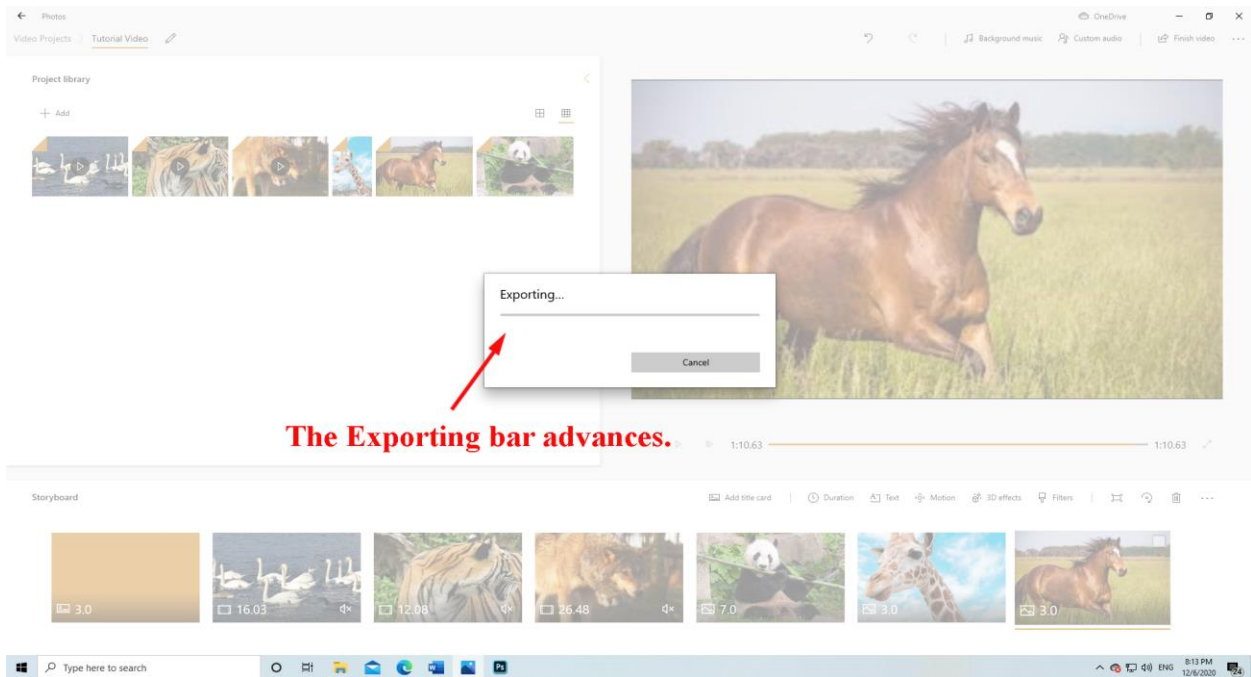 Photos
OneDrive
Video Projects
Tutorial Video
Background music
Custom audio
Finish video
Project library
Add
Exporting...
Cancel
The Exporting bar advances.
1:10.63
1:10.63
Storyboard
Add title card
Duration
Text
Motion
3D effects
Filters
3.0
16.03
12.08
26.48
7.0
3.0
3.0
Type here to search
ENG
8:13 PM
12/6/2020
24